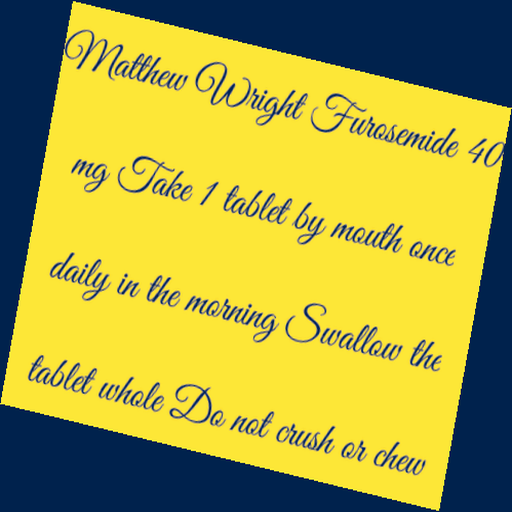 Matthew Wright Furosemide 40
mg Take 1 tablet by mouth once
daily in the morning Swallow the
tablet whole Do not crush or chew